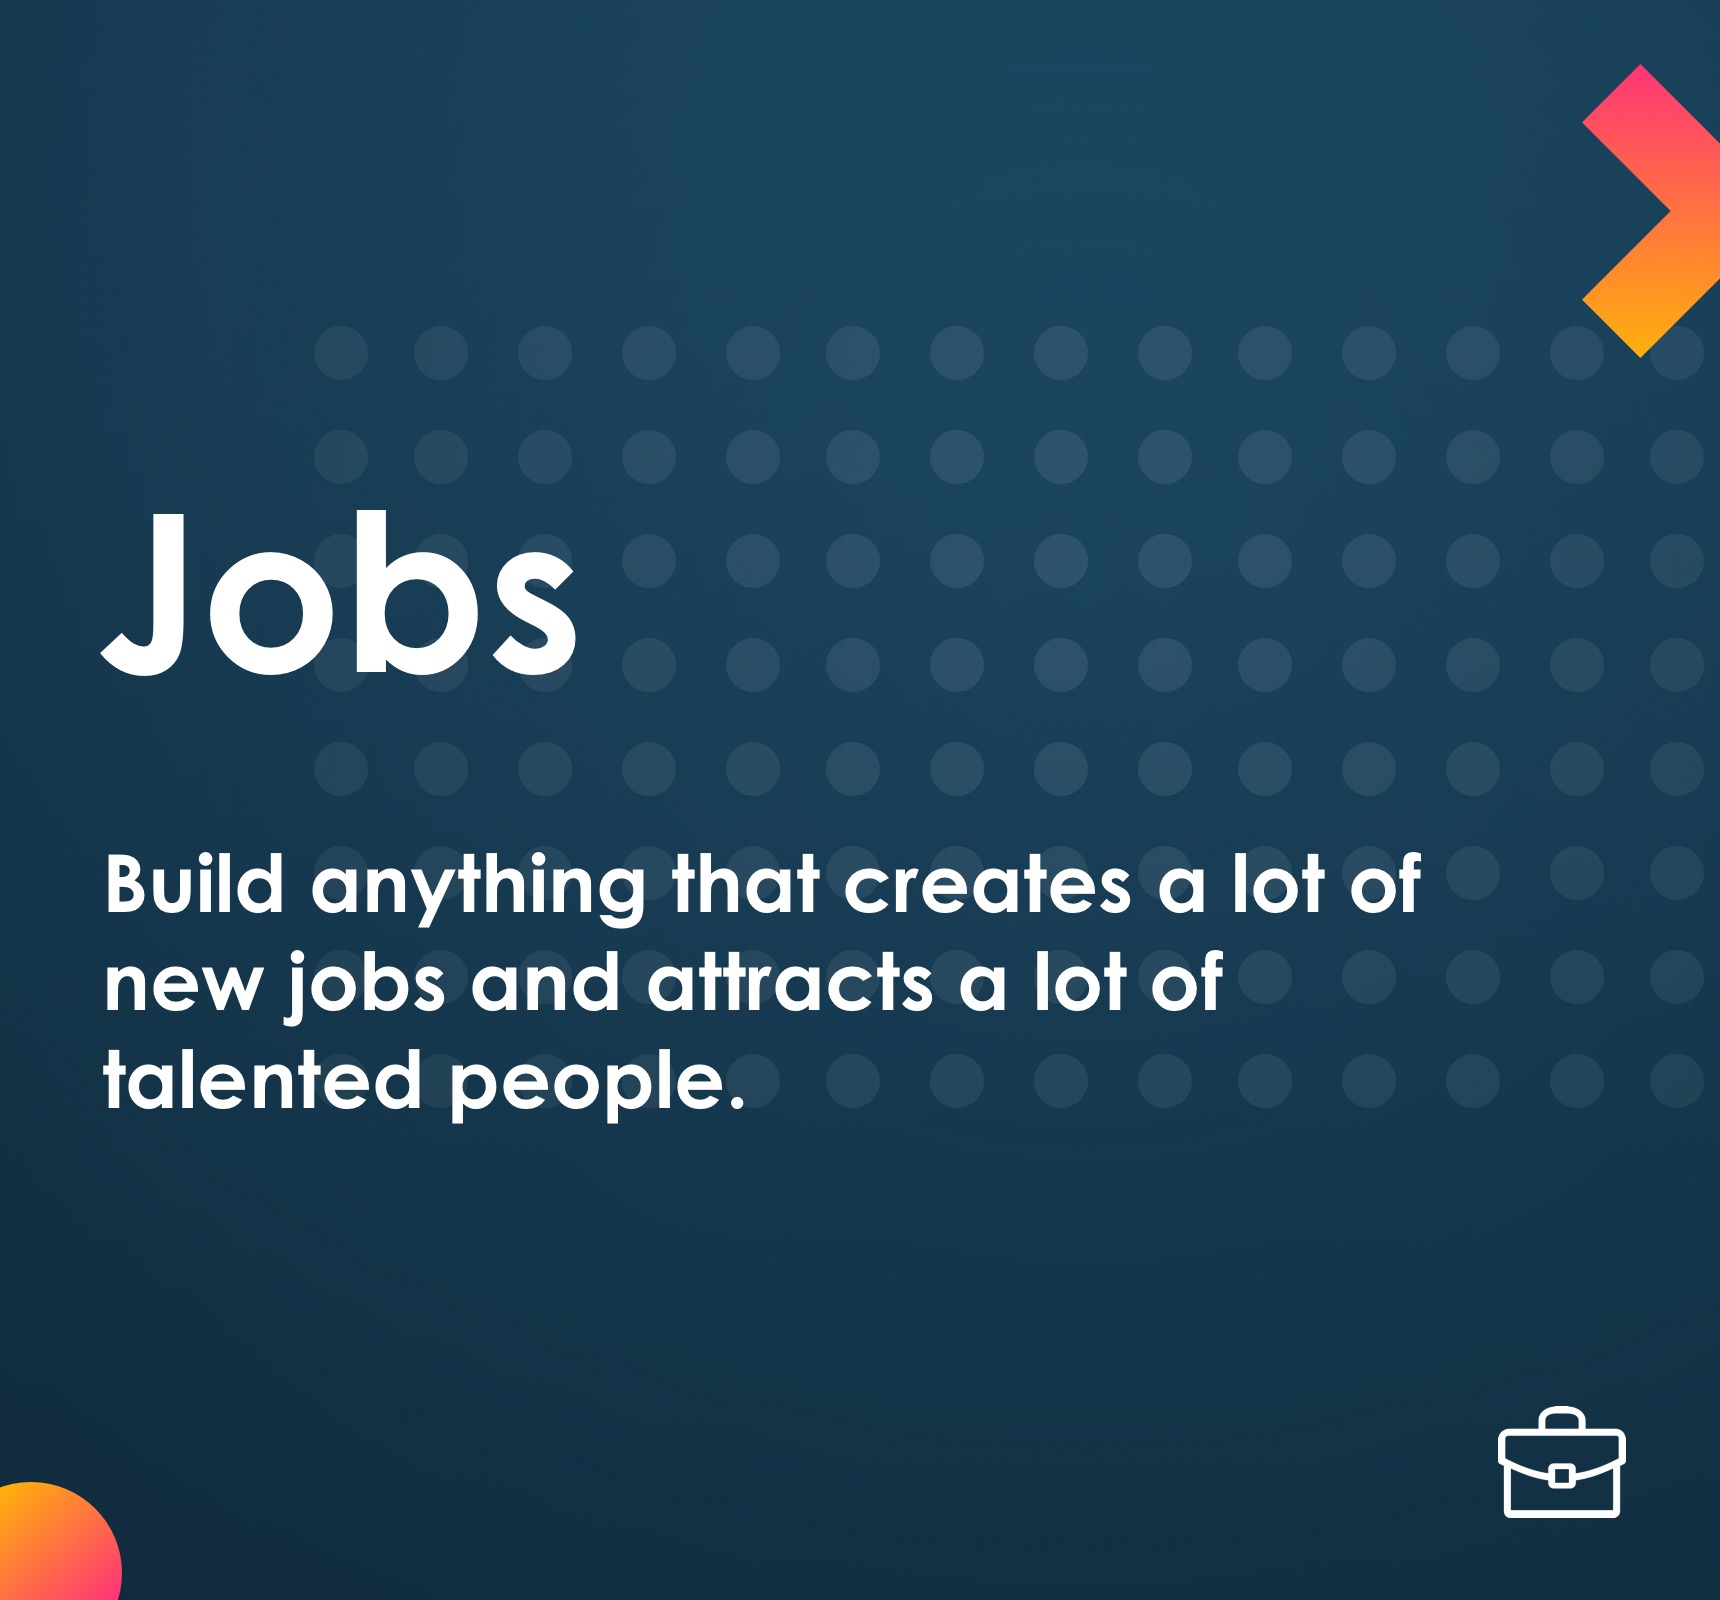 Jobs
Build anything that creates a lot of
new jobs and attracts a lot of
talented people.